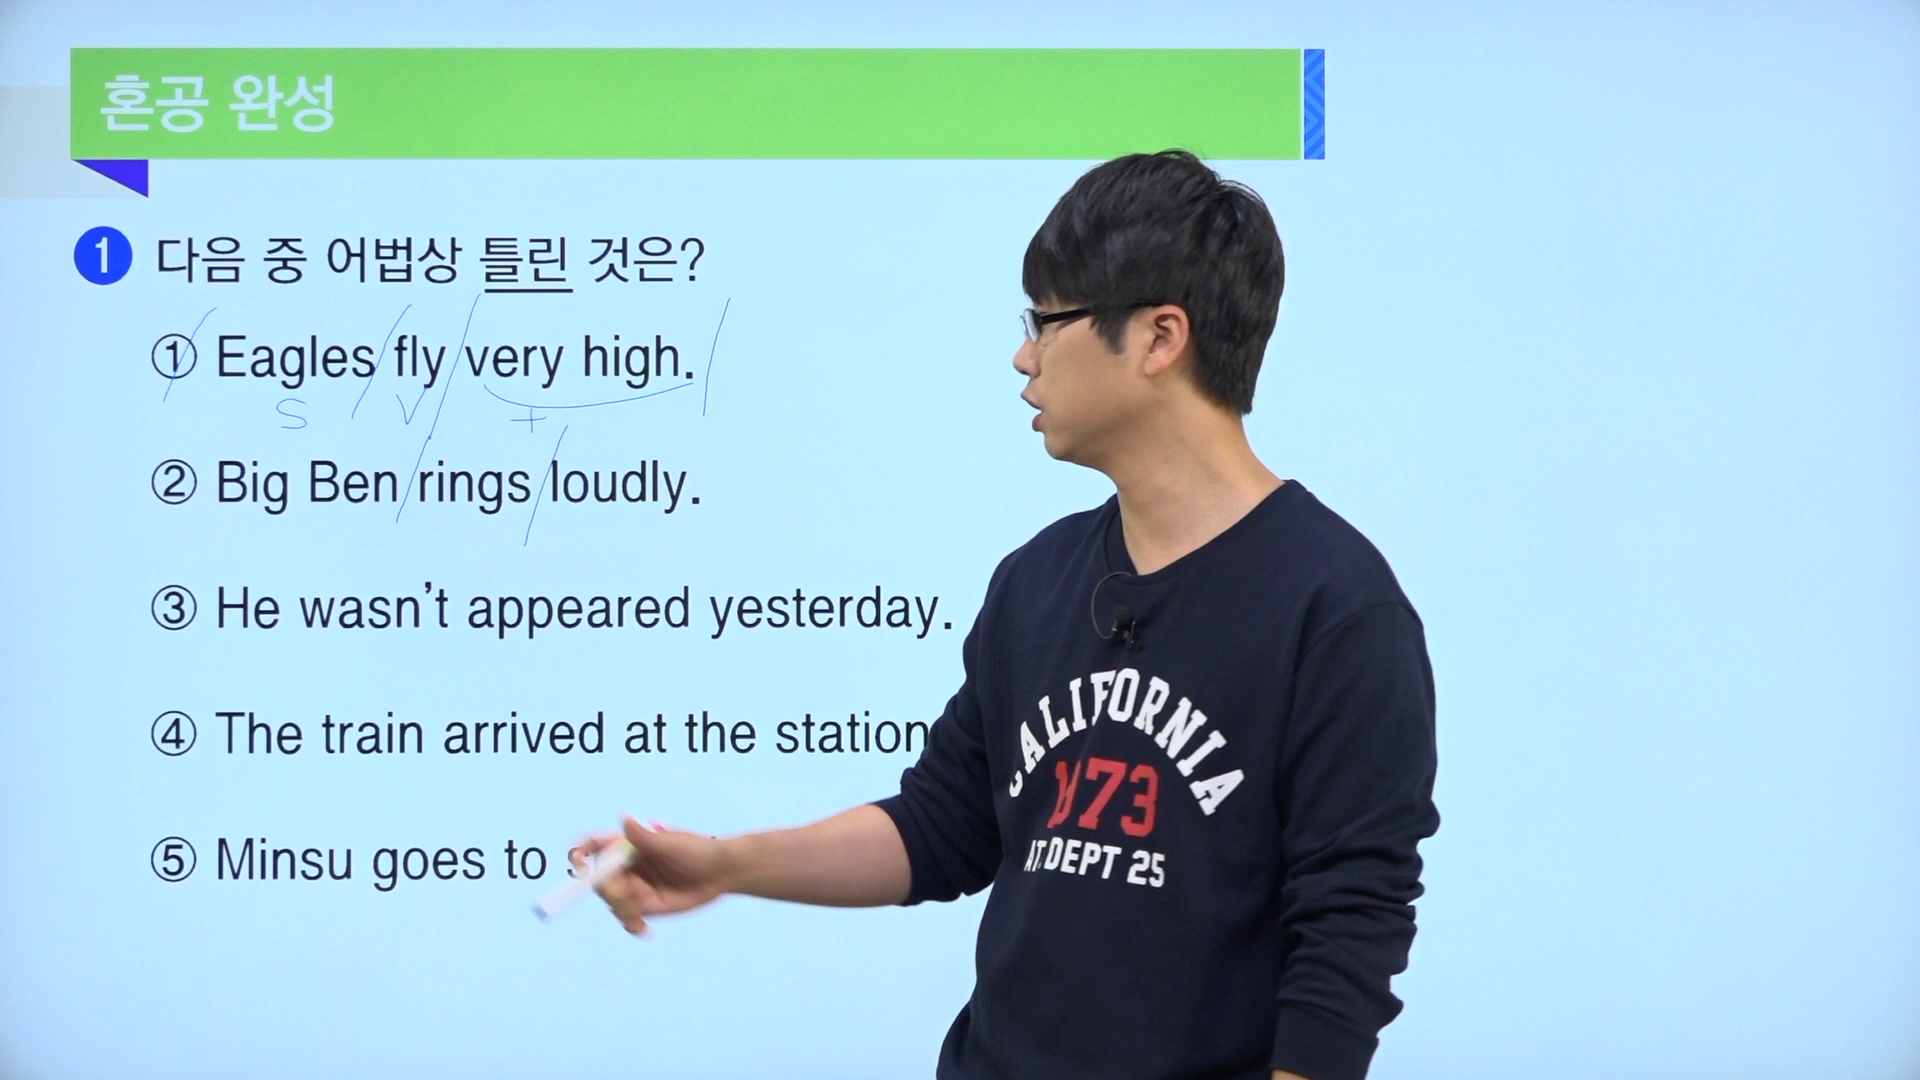 혼공 완성
1 다음 중 어법상 틀린 것은?
① Eagles fly very high.
S V +
② Big Ben rings loudly.
③ He wasn't appeared yesterday.
④ The train arrived at the station
⑤ Minsu goes to
CALIFORNIA
1973
AT.DEPT 25